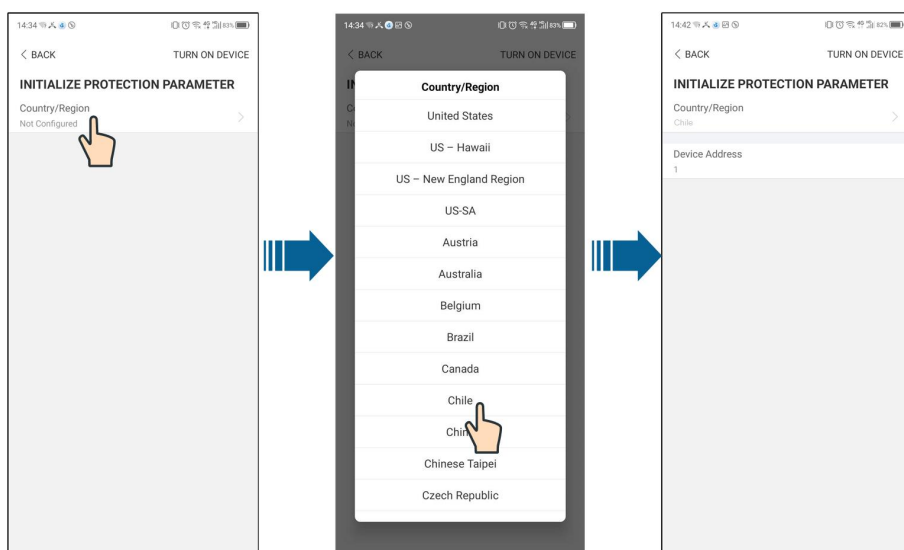 14:34
83%
BACK
TURN ON DEVICE
INITIALIZE PROTECTION PARAMETER
Country/Region
Not Configured
14:34
83%
BACK
TURN ON DEVICE
Country/Region
United States
US – Hawaii
US – New England Region
US-SA
Austria
Australia
Belgium
Brazil
Canada
Chile
Chin
Chinese Taipei
Czech Republic
14:42
82%
BACK
TURN ON DEVICE
INITIALIZE PROTECTION PARAMETER
Country/Region
Chile
Device Address
1